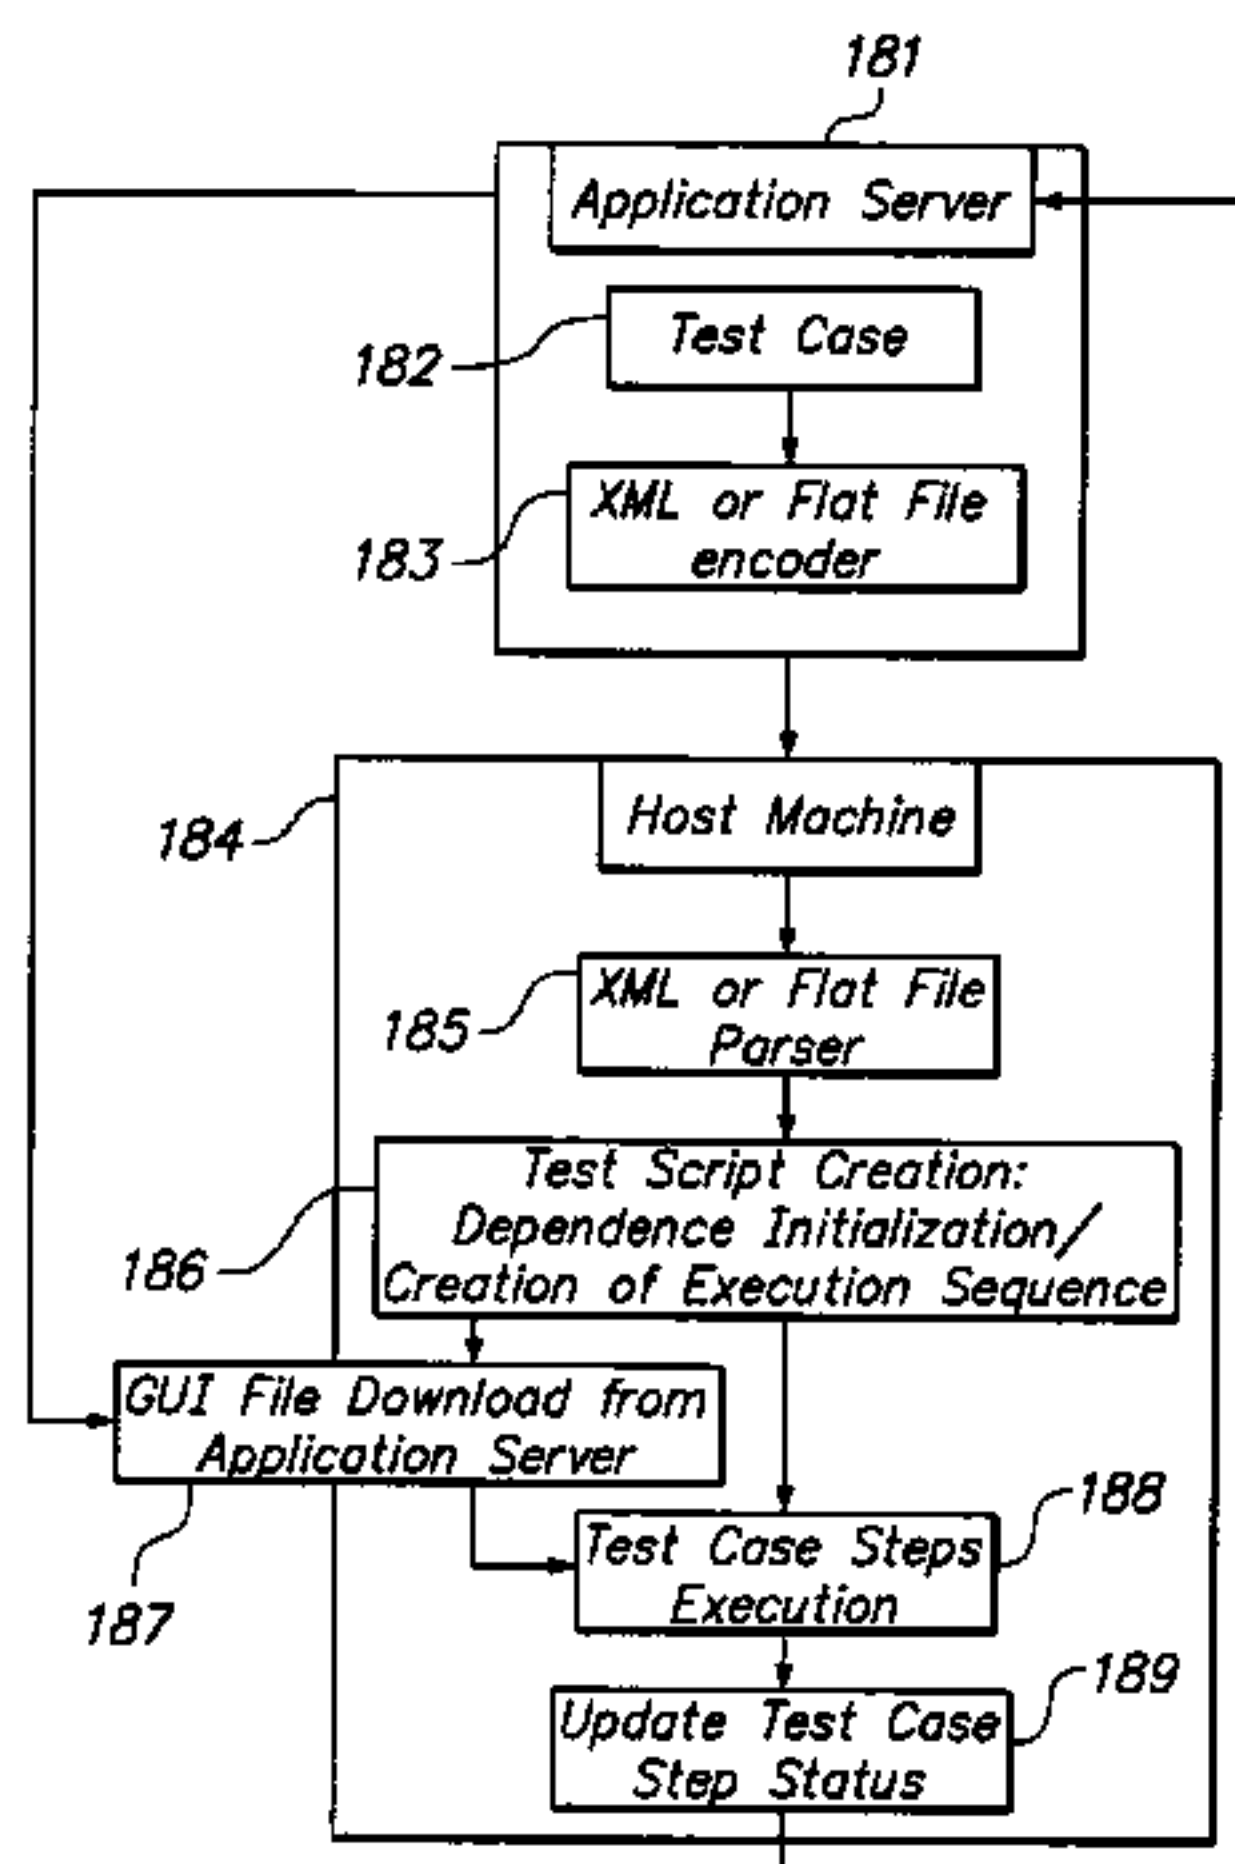 181
Application Server
Test Case
182
XML or Flat File
encoder
183
Host Machine
184
XML or Flat File
Parser
185
Test Script Creation:
Dependence Initialization/
Creation of Execution Sequence
186
GUI File Download from
Application Server
187
188
Test Case Steps
Execution
189
Update Test Case
Step Status